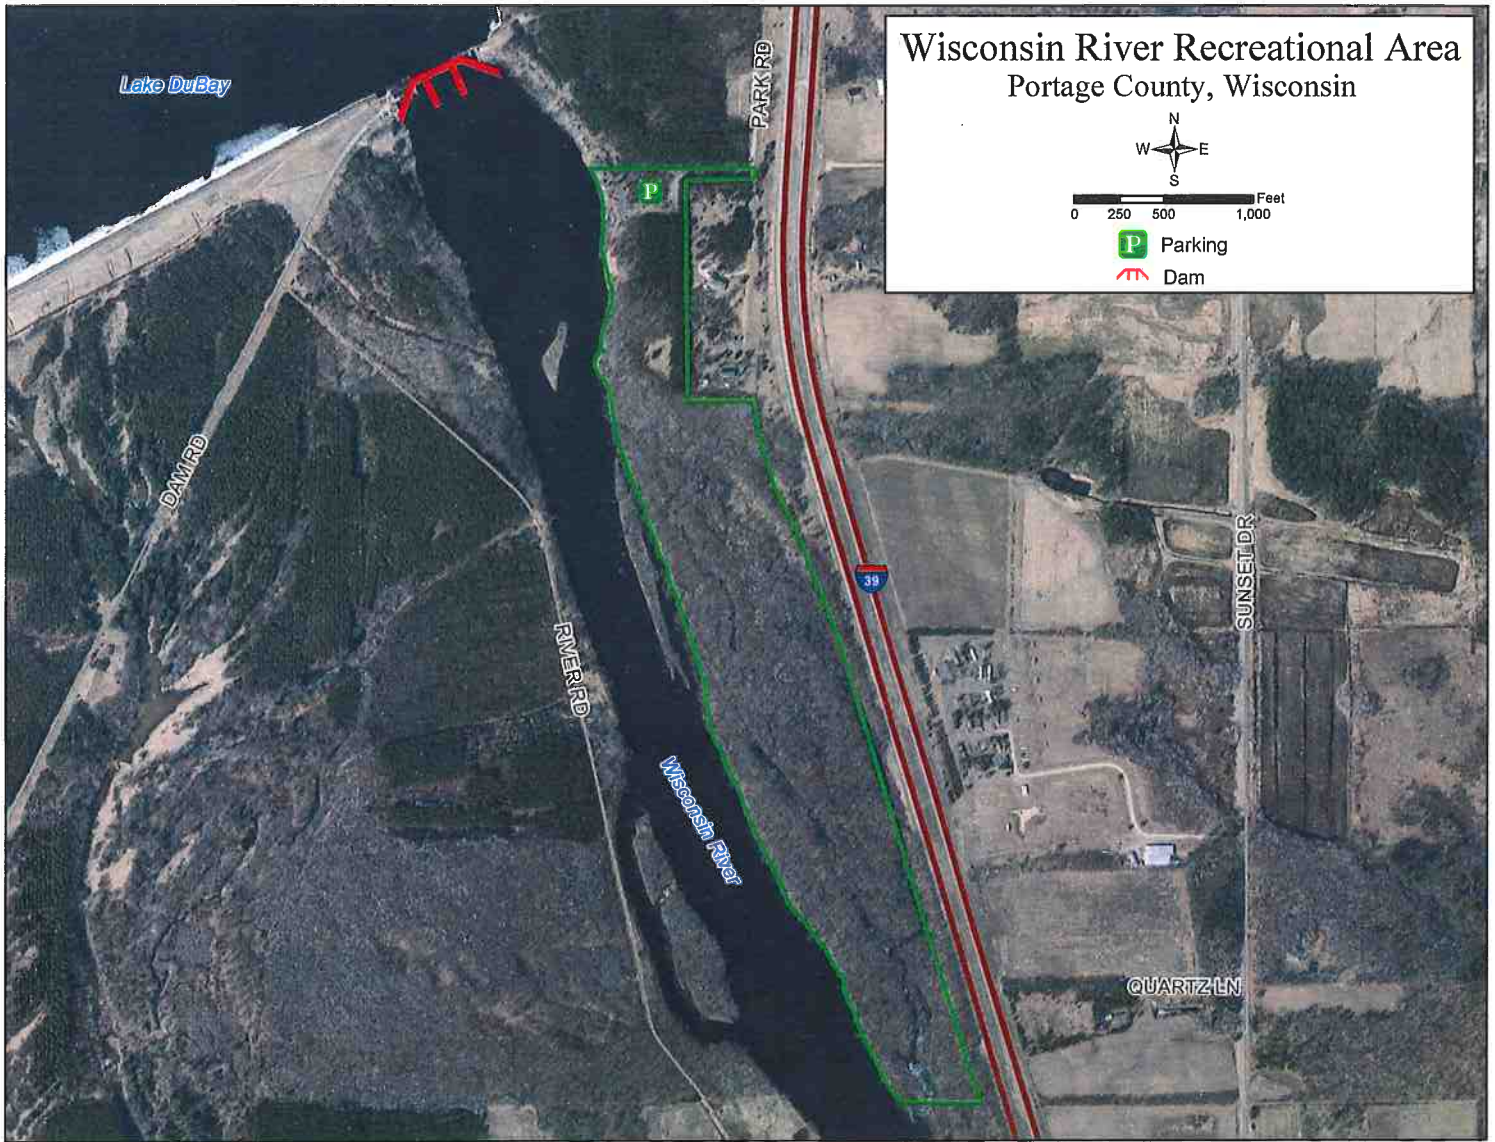 Wisconsin River Recreational Area
Portage County, Wisconsin
N
W E
S
Feet
0 250 500 1,000
P Parking
Dam
Lake DuBay
PARK RD
P
DAM RD
39
SUNSET DR
RIVER RD
Wisconsin River
QUARTZ LN